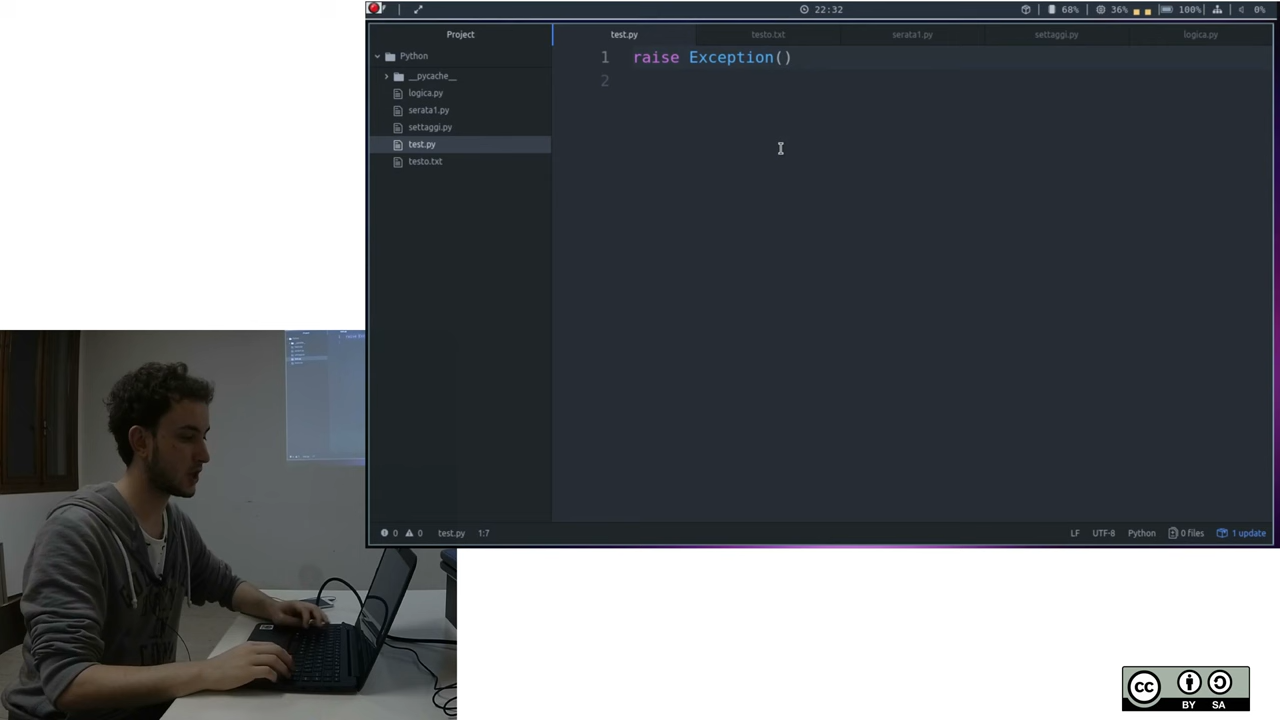 22:32
68%
36%
100%
0%
Project
Python
__pycache__
logica.py
serata1.py
settaggi.py
test.py
testo.txt
test.py testo.txt serata1.py settaggi.py logica.py
1 raise Exception()
2
0 0 test.py 1:7
LF UTF-8 Python 0 files 1 update
cc
BY SA